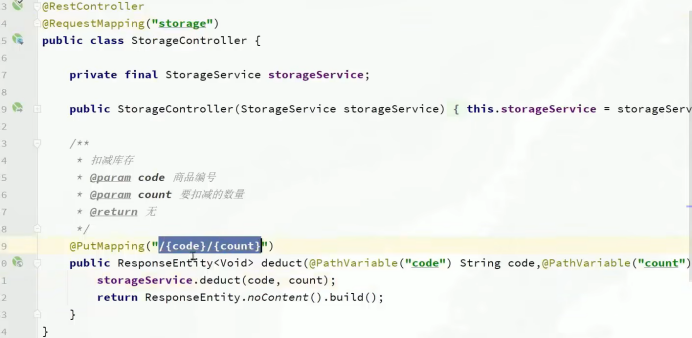 3 @RestController
4 @RequestMapping("storage")
5 public class StorageController {
6
7 private final StorageService storageService;
8
9 public StorageController(StorageService storageService) { this.storageService = storageServ
2
3 /**
4 * 扣减库存
5 * @param code 商品编号
6 * @param count 要扣减的数量
7 * @return 无
8 */
9 @PutMapping("/{code}/{count}")
0 public ResponseEntity<Void> deduct(@PathVariable("code") String code,@PathVariable("count")
1 storageService.deduct(code, count);
2 return ResponseEntity.noContent().build();
3 }
4 }